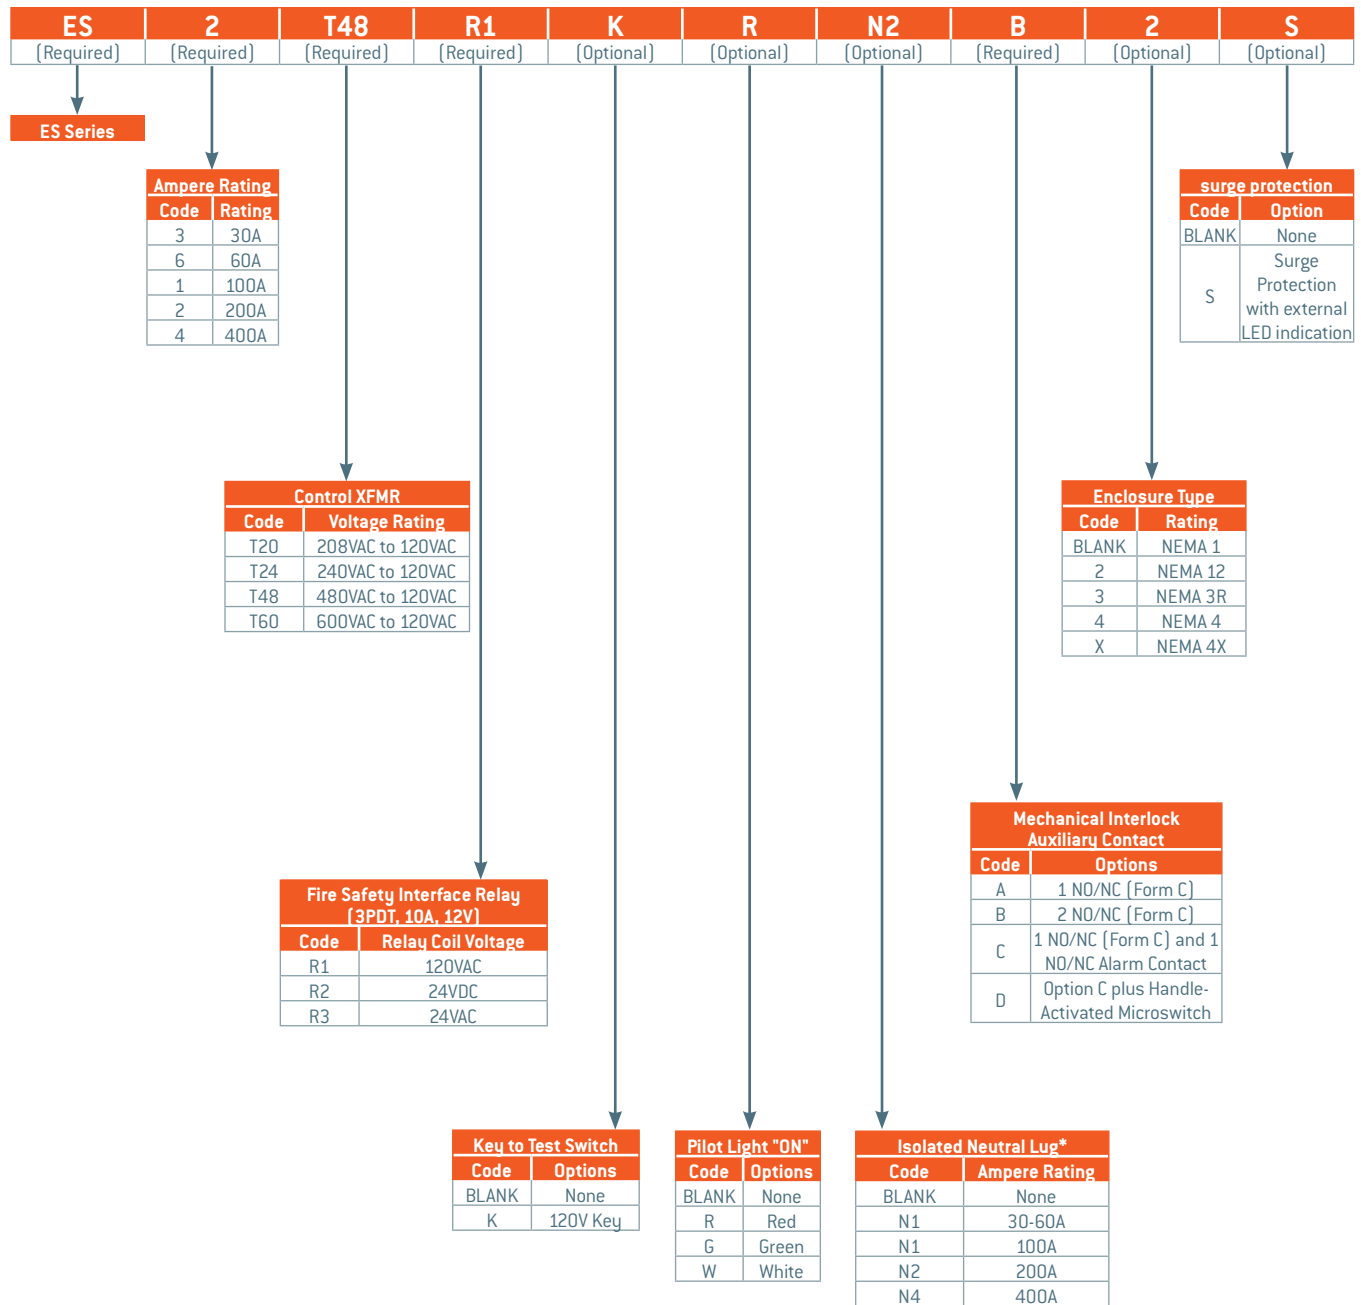 ES 2 T48 R1 K R N2 B 2 S
(Required) (Required) (Required) (Required) (Optional) (Optional) (Optional) (Required) (Optional) (Optional)
ES Series
Ampere Rating
Code Rating
3 30A
6 60A
1 100A
2 200A
4 400A
surge protection
Code Option
BLANK None
S Surge
Protection
with external
LED indication
Control XFMR
Code Voltage Rating
T20 208VAC to 120VAC
T24 240VAC to 120VAC
T48 480VAC to 120VAC
T60 600VAC to 120VAC
Enclosure Type
Code Rating
BLANK NEMA 1
2 NEMA 12
3 NEMA 3R
4 NEMA 4
X NEMA 4X
Fire Safety Interface Relay
(3PDT, 10A, 12V)
Code Relay Coil Voltage
R1 120VAC
R2 24VDC
R3 24VAC
Mechanical Interlock
Auxiliary Contact
Code Options
A 1 NO/NC (Form C)
B 2 NO/NC (Form C)
C 1 NO/NC (Form C) and 1
NO/NC Alarm Contact
D Option C plus Handle-
Activated Microswitch
Key to Test Switch
Code Options
BLANK None
K 120V Key
Pilot Light "ON"
Code Options
BLANK None
R Red
G Green
W White
Isolated Neutral Lug*
Code Ampere Rating
BLANK None
N1 30-60A
N1 100A
N2 200A
N4 400A